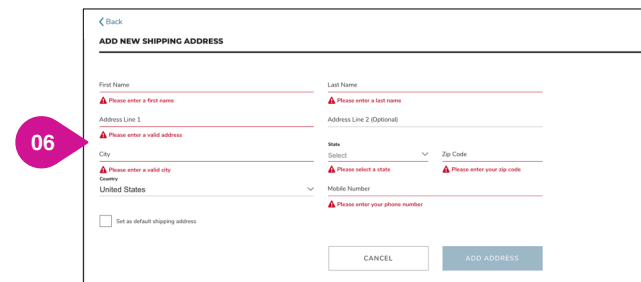 Back
ADD NEW SHIPPING ADDRESS
First Name
Last Name
Please enter a first name
Please enter a last name
Address Line 1
Address Line 2 (Optional)
Please enter a valid address
06
State
City
Select
Zip Code
Please enter a valid city
Please select a state
Please enter your zip code
Country
United States
Mobile Number
Please enter your phone number
Set as default shipping address
CANCEL
ADD ADDRESS